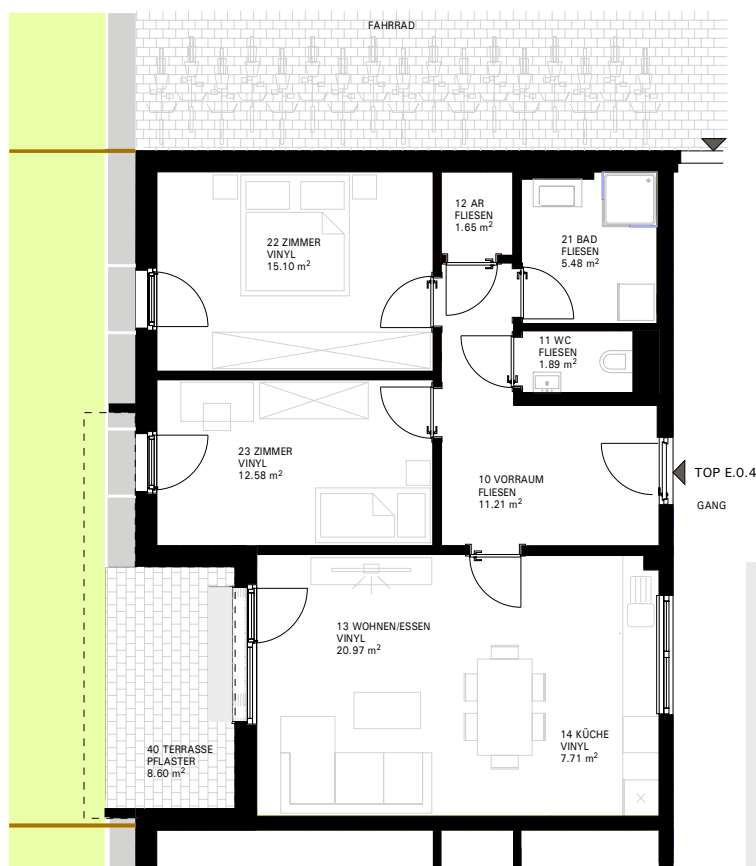 FAHRRAD
12 AR
FLIESEN
1.65 m²
22 ZIMMER
VINYL
15.10 m²
21 BAD
FLIESEN
5.48 m²
11 WC
FLIESEN
1.89 m²
23 ZIMMER
VINYL
12.58 m²
10 VORRAUM
FLIESEN
11.21 m²
TOP E.0.4
GANG
13 WOHNEN/ESSEN
VINYL
20.97 m²
14 KÜCHE
VINYL
7.71 m²
40 TERRASSE
PFLASTER
8.60 m²